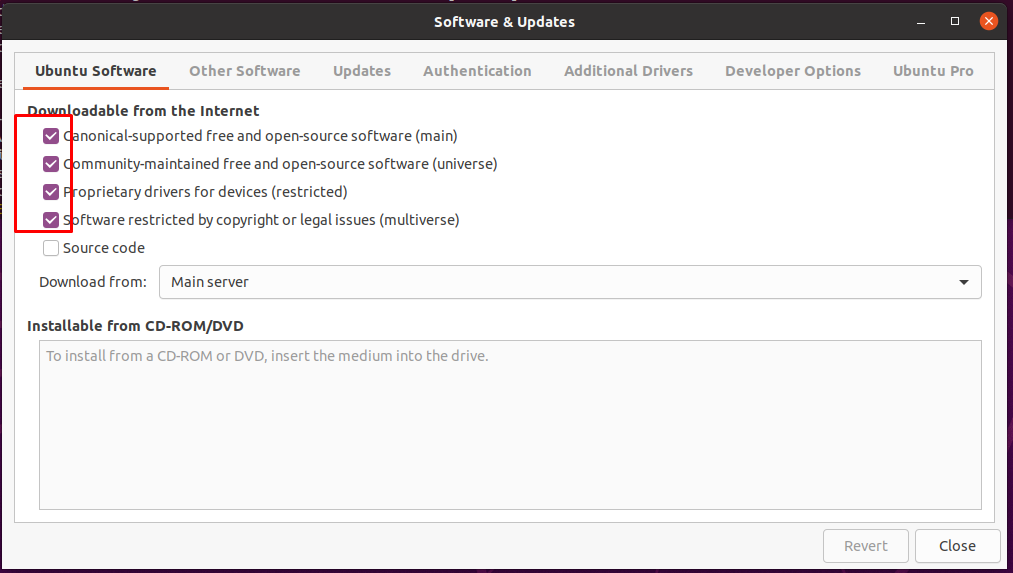 Software & Updates
Ubuntu Software Other Software Updates Authentication Additional Drivers Developer Options Ubuntu Pro
Downloadable from the Internet
Canonical-supported free and open-source software (main)
Community-maintained free and open-source software (universe)
Proprietary drivers for devices (restricted)
Software restricted by copyright or legal issues (multiverse)
Source code
Download from: Main server
Installable from CD-ROM/DVD
To install from a CD-ROM or DVD, insert the medium into the drive.
Revert Close